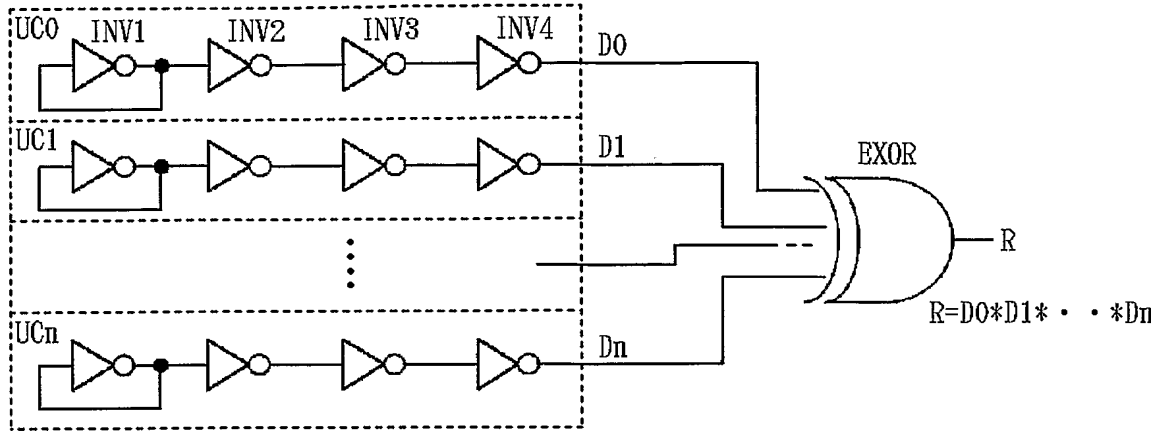 UC0 INV1 INV2 INV3 INV4 D0
UC1 D1
EXOR
R
R=D0*D1*・・*Dn
UCn Dn